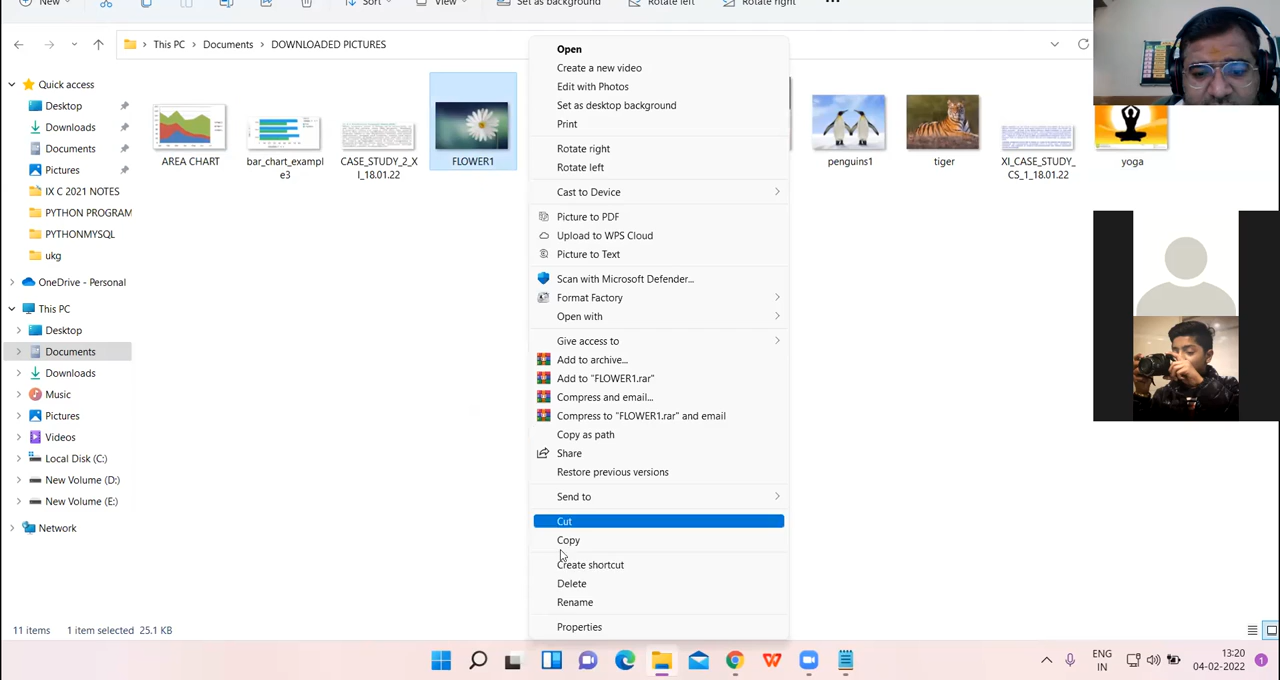 New
Sort
View
Set as background
Rotate left
Rotate right
This PC
Documents
DOWNLOADED PICTURES
Quick access
Desktop
Downloads
Documents
Pictures
IX C 2021 NOTES
PYTHON PROGRAM
PYTHONMYSQL
ukg
OneDrive - Personal
This PC
Desktop
Documents
Downloads
Music
Pictures
Videos
Local Disk (C:)
New Volume (D:)
New Volume (E:)
Network
AREA CHART
bar_chart_exampl
e3
CASE_STUDY_2_X
I_18.01.22
FLOWER1
penguins1
tiger
XI_CASE_STUDY_
CS_1_18.01.22
yoga
Open
Create a new video
Edit with Photos
Set as desktop background
Print
Rotate right
Rotate left
Cast to Device
Picture to PDF
Upload to WPS Cloud
Picture to Text
Scan with Microsoft Defender...
Format Factory
Open with
Give access to
Add to archive...
Add to "FLOWER1.rar"
Compress and email...
Compress to "FLOWER1.rar" and email
Copy as path
Share
Restore previous versions
Send to
Cut
Copy
Create shortcut
Delete
Rename
Properties
11 items
1 item selected 25.1 KB
ENG
IN
13:20
04-02-2022
1